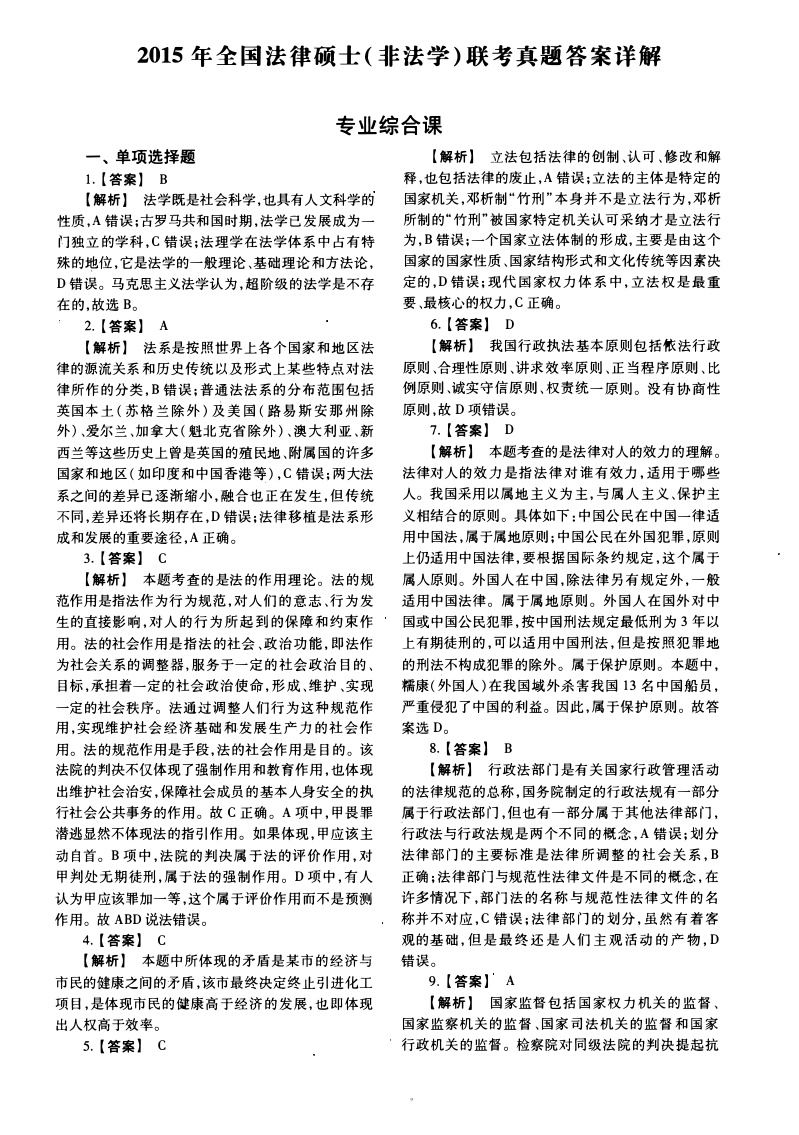 2015 年全国法律硕士(非法学)联考真题答案详解
专业综合课
一、单项选择题
1.【答案】 B
【解析】 法学既是社会科学,也具有人文科学的
性质,A 错误;古罗马共和国时期,法学已发展成为一
门独立的学科,C 错误;法理学在法学体系中占有特
殊的地位,它是法学的一般理论、基础理论和方法论,
D 错误。马克思主义法学认为,超阶级的法学是不存
在的,故选 B。
2.【答案】 A
【解析】 法系是按照世界上各个国家和地区法
律的源流关系和历史传统以及形式上某些特点对法
律所作的分类,B 错误;普通法法系的分布范围包括
英国本土(苏格兰除外)及美国(路易斯安那州除
外)、爱尔兰、加拿大(魁北克省除外)、澳大利亚、新
西兰等这些历史上曾是英国的殖民地、附属国的许多
国家和地区(如印度和中国香港等),C 错误;两大法
系之间的差异已逐渐缩小,融合也正在发生,但传统
不同,差异还将长期存在,D 错误;法律移植是法系形
成和发展的重要途径,A 正确。
3.【答案】 C
【解析】 本题考查的是法的作用理论。法的规
范作用是指法作为行为规范,对人们的意志、行为发
生的直接影响,对人的行为所起到的保障和约束作
用。法的社会作用是指法的社会、政治功能,即法作
为社会关系的调整器,服务于一定的社会政治目的、
目标,承担着一定的社会政治使命,形成、维护、实现
一定的社会秩序。法通过调整人们行为这种规范作
用,实现维护社会经济基础和发展生产力的社会作
用。法的规范作用是手段,法的社会作用是目的。该
法院的判决不仅体现了强制作用和教育作用,也体现
出维护社会治安,保障社会成员的基本人身安全的执
行社会公共事务的作用。故 C 正确。A 项中,甲畏罪
潜逃显然不体现法的指引作用。如果体现,甲应该主
动自首。B 项中,法院的判决属于法的评价作用,对
甲判处无期徒刑,属于法的强制作用。D 项中,有人
认为甲应该罪加一等,这个属于评价作用而不是预测
作用。故 ABD 说法错误。
4.【答案】 C
【解析】 本题中所体现的矛盾是某市的经济与
市民的健康之间的矛盾,该市最终决定终止引进化工
项目,是体现市民的健康高于经济的发展,也即体现
出人权高于效率。
5.【答案】 C
【解析】 立法包括法律的创制、认可、修改和解
释,也包括法律的废止,A 错误;立法的主体是特定的
国家机关,邓析制“竹刑”本身并不是立法行为,邓析
所制的“竹刑”被国家特定机关认可采纳才是立法行
为,B 错误;一个国家立法体制的形成,主要是由这个
国家的国家性质、国家结构形式和文化传统等因素决
定的,D 错误;现代国家权力体系中,立法权是最重
要、最核心的权力,C 正确。
6.【答案】 D
【解析】 我国行政执法基本原则包括依法行政
原则、合理性原则、讲求效率原则、正当程序原则、比
例原则、诚实守信原则、权责统一原则。没有协商性
原则,故 D 项错误。
7.【答案】 D
【解析】 本题考查的是法律对人的效力的理解。
法律对人的效力是指法律对谁有效力,适用于哪些
人。我国采用以属地主义为主,与属人主义、保护主
义相结合的原则。具体如下:中国公民在中国一律适
用中国法,属于属地原则;中国公民在外国犯罪,原则
上仍适用中国法律,要根据国际条约规定,这个属于
属人原则。外国人在中国,除法律另有规定外,一般
适用中国法律。属于属地原则。外国人在国外对中
国或中国公民犯罪,按中国刑法规定最低刑为 3 年以
上有期徒刑的,可以适用中国刑法,但是按照犯罪地
的刑法不构成犯罪的除外。属于保护原则。本题中,
糯康(外国人)在我国域外杀害我国 13 名中国船员,
严重侵犯了中国的利益。因此,属于保护原则。故答
案选 D。
8.【答案】 B
【解析】 行政法部门是有关国家行政管理活动
的法律规范的总称,国务院制定的行政法规有一部分
属于行政法部门,但也有一部分属于其他法律部门,
行政法与行政法规是两个不同的概念,A 错误;划分
法律部门的主要标准是法律所调整的社会关系,B
正确;法律部门与规范性法律文件是不同的概念,在
许多情况下,部门法的名称与规范性法律文件的名
称并不对应,C 错误;法律部门的划分,虽然有着客
观的基础,但是最终还是人们主观活动的产物,D
错误。
9.【答案】 A
【解析】 国家监督包括国家权力机关的监督、
国家监察机关的监督、国家司法机关的监督和国家
行政机关的监督。检察院对同级法院的判决提起抗